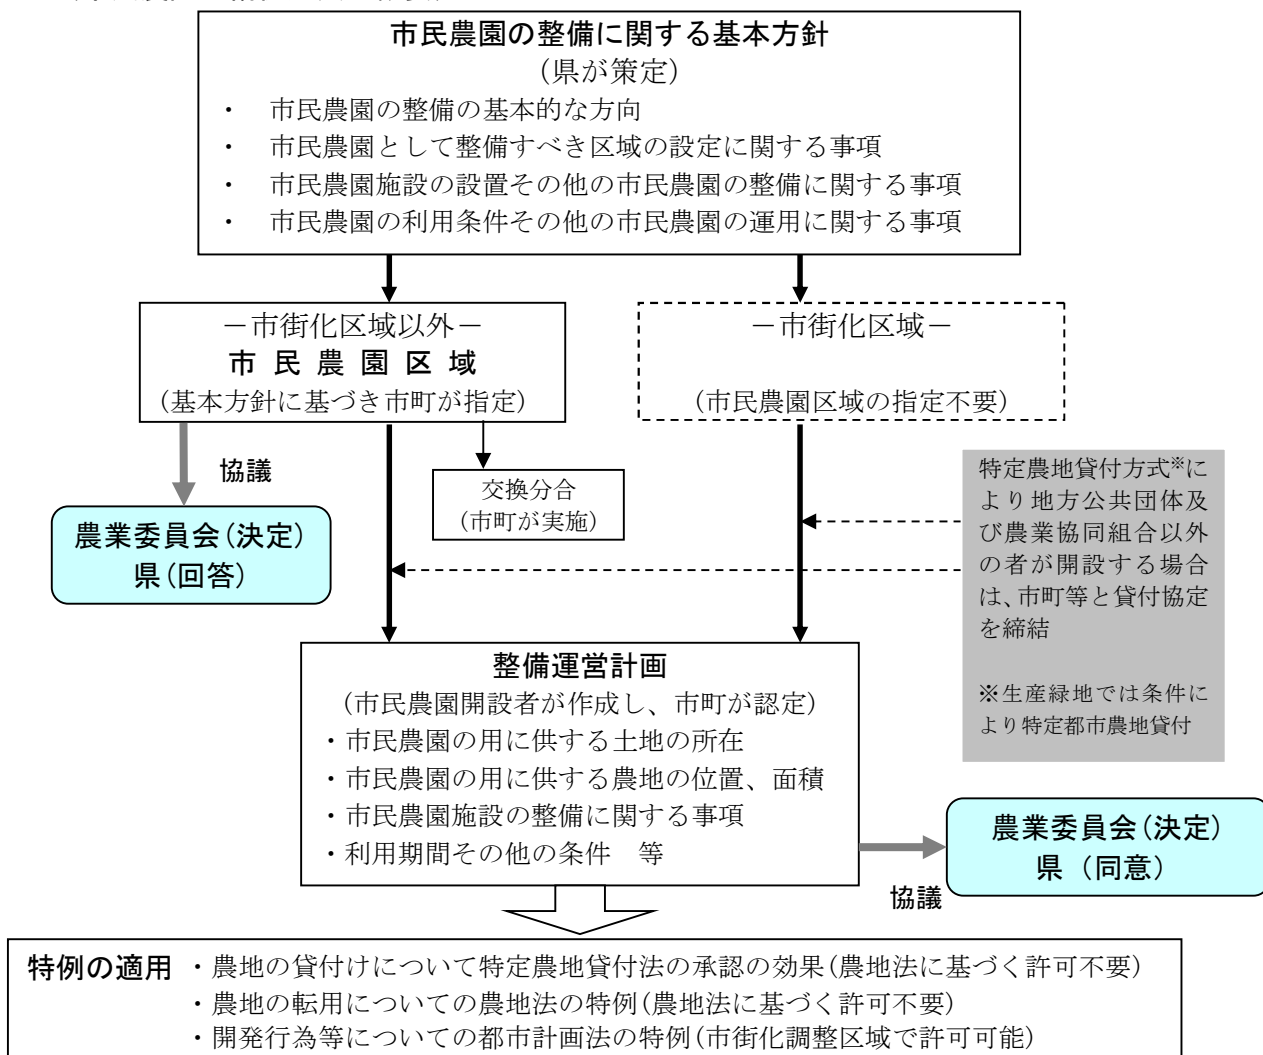 市民農園の整備に関する基本方針
(県が策定)
・ 市民農園の整備の基本的な方向
・ 市民農園として整備すべき区域の設定に関する事項
・ 市民農園施設の設置その他の市民農園の整備に関する事項
・ 市民農園の利用条件その他の市民農園の運用に関する事項
－市街化区域以外－
市民農園区域
(基本方針に基づき市町が指定)
－市街化区域－
(市民農園区域の指定不要)
協議
農業委員会(決定)
県(回答)
交換分合
(市町が実施)
特定農地貸付方式※に
より地方公共団体及
び農業協同組合以外
の者が開設する場合
は、市町等と貸付協定
を締結
※生産緑地では条件に
より特定都市農地貸付
整備運営計画
(市民農園開設者が作成し、市町が認定)
・市民農園の用に供する土地の所在
・市民農園の用に供する農地の位置、面積
・市民農園施設の整備に関する事項
・利用期間その他の条件 等
農業委員会(決定)
県 (同意)
協議
特例の適用 ・農地の貸付けについて特定農地貸付法の承認の効果(農地法に基づく許可不要)
・農地の転用についての農地法の特例(農地法に基づく許可不要)
・開発行為等についての都市計画法の特例(市街化調整区域で許可可能)